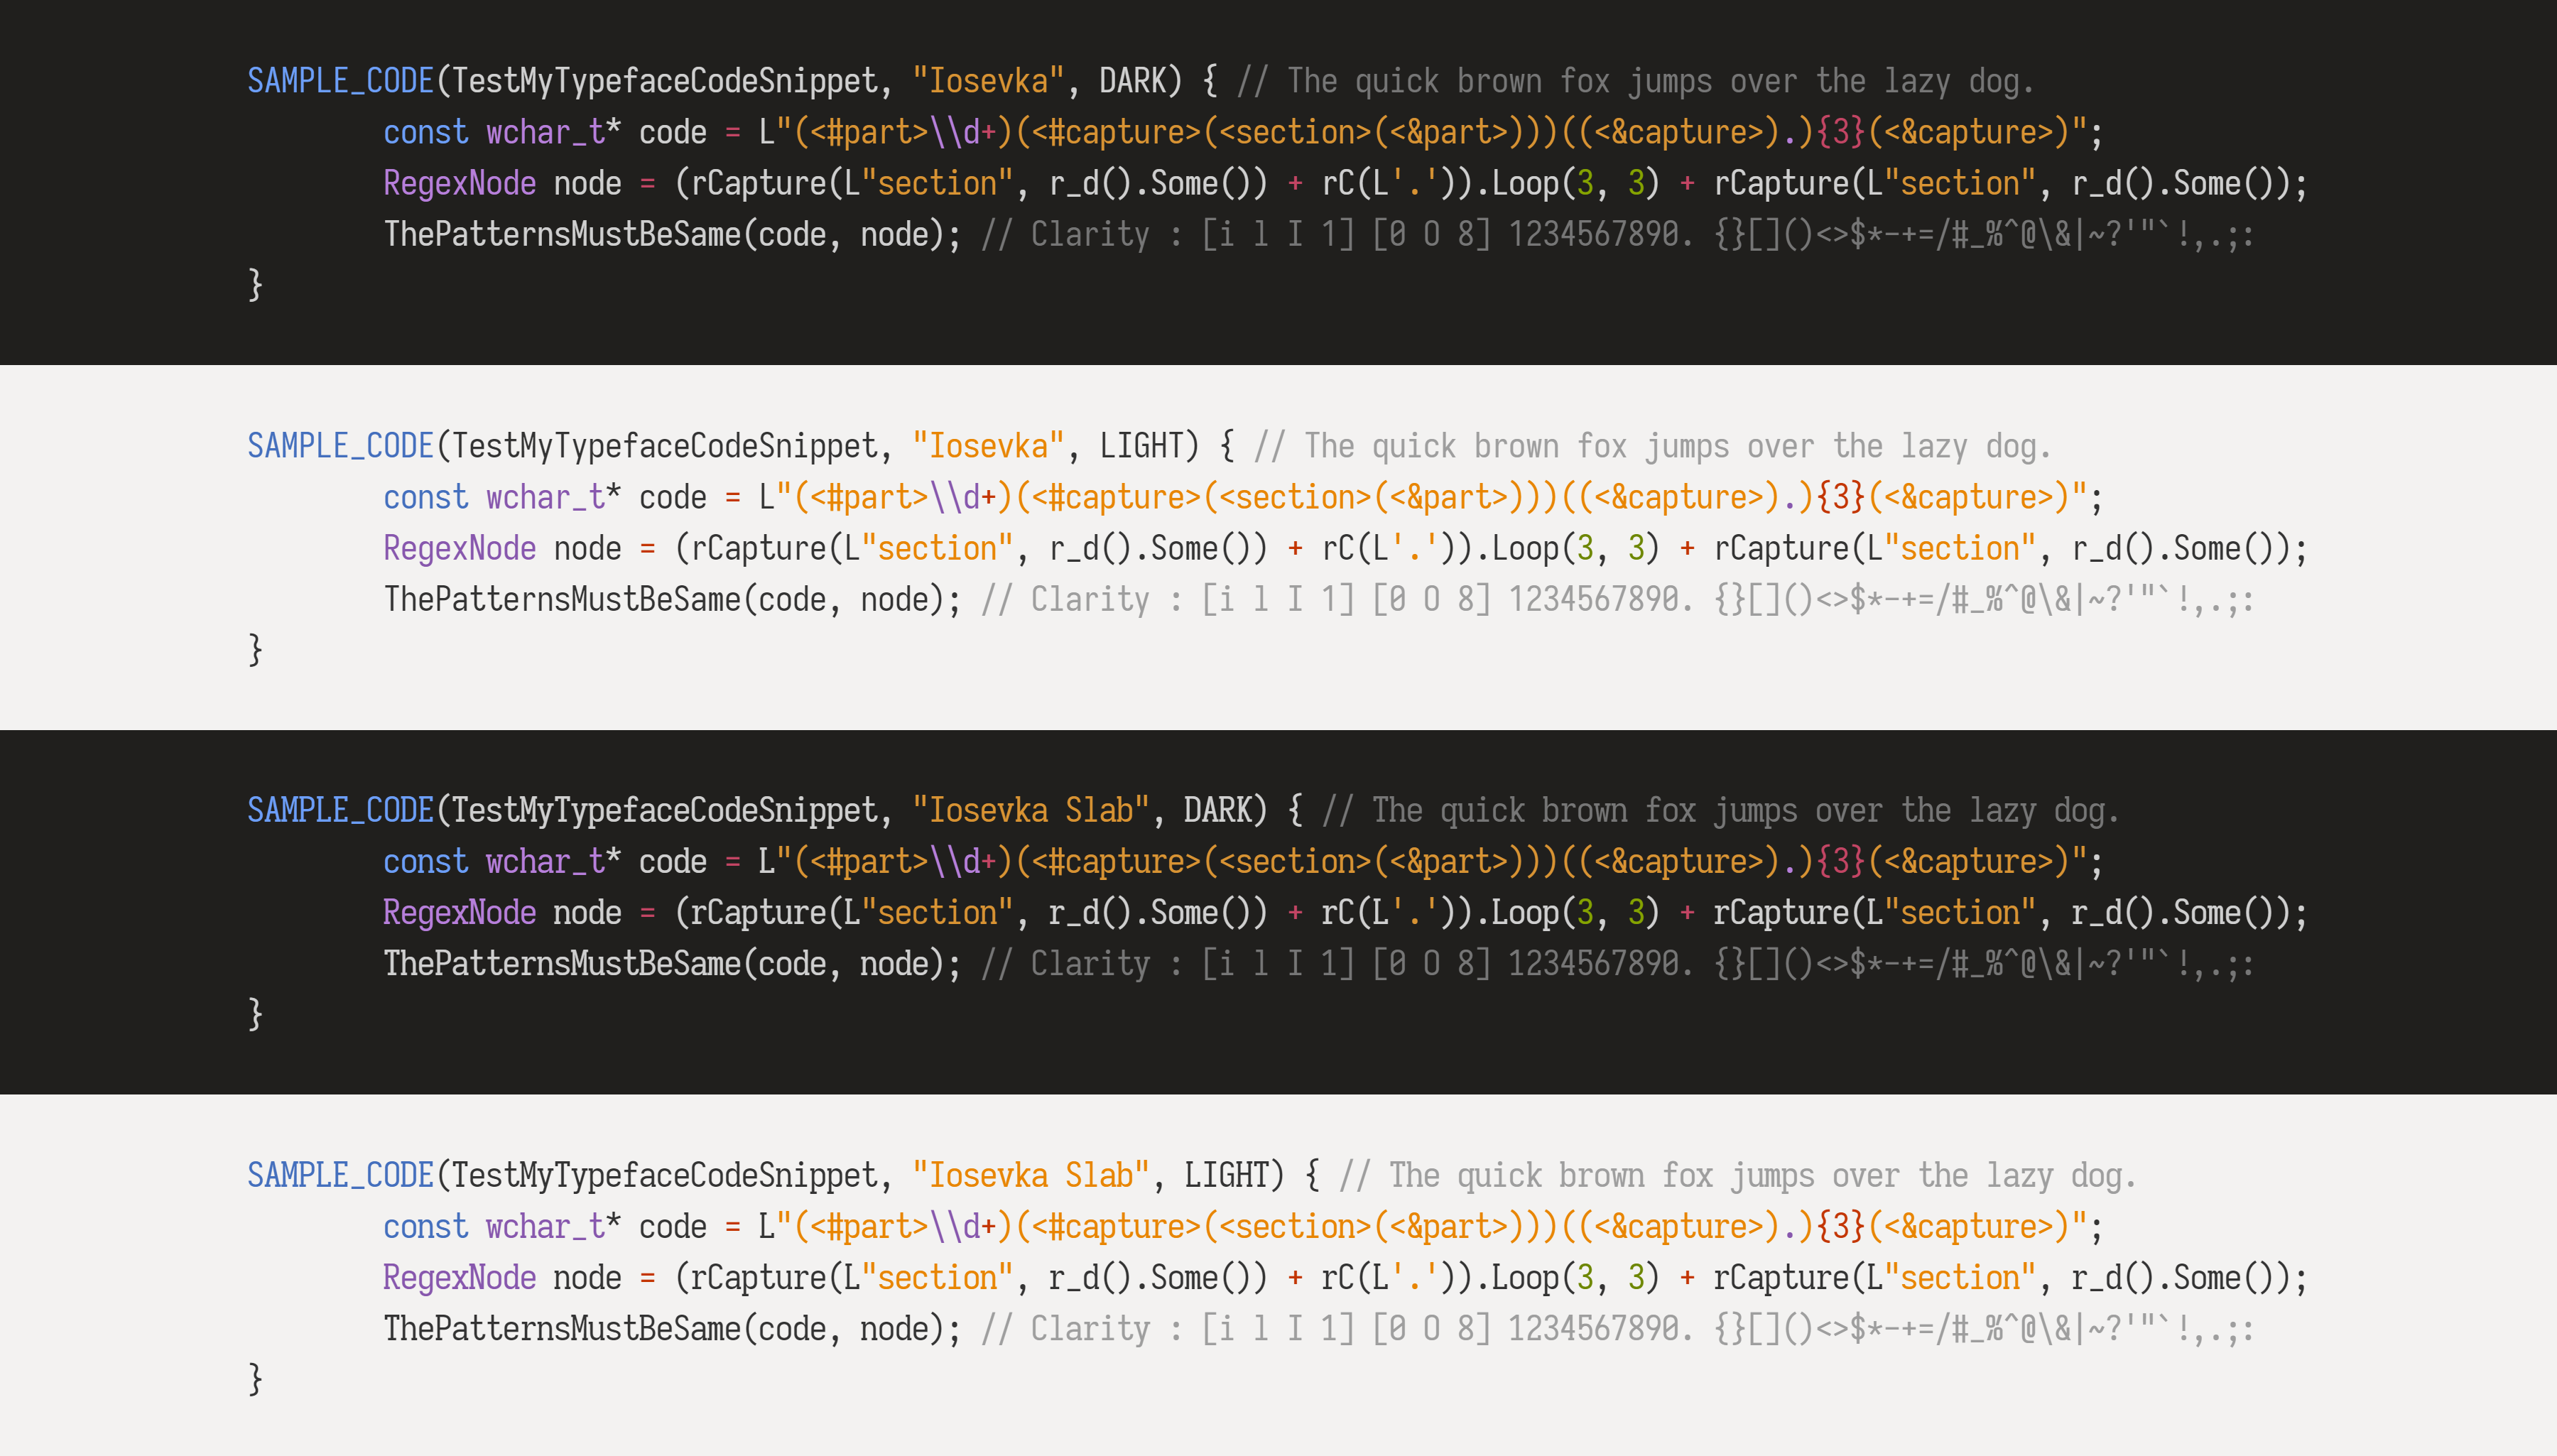 SAMPLE_CODE(TestMyTypefaceCodeSnippet, "Iosevka", DARK) { // The quick brown fox jumps over the lazy dog.
        const wchar_t* code = L"(<#part>\\d+)(<#capture>(<section>(<&part>)))((<&capture>).){3}(<&capture>)";
        RegexNode node = (rCapture(L"section", r_d().Some()) + rC(L'.')).Loop(3, 3) + rCapture(L"section", r_d().Some());
        ThePatternsMustBeSame(code, node); // Clarity : [i l I 1] [0 O 8] 1234567890. {}[]()<>$*-+=/#_%^@\&|~?'"`!,.;:
}
SAMPLE_CODE(TestMyTypefaceCodeSnippet, "Iosevka", LIGHT) { // The quick brown fox jumps over the lazy dog.
        const wchar_t* code = L"(<#part>\\d+)(<#capture>(<section>(<&part>)))((<&capture>).){3}(<&capture>)";
        RegexNode node = (rCapture(L"section", r_d().Some()) + rC(L'.')).Loop(3, 3) + rCapture(L"section", r_d().Some());
        ThePatternsMustBeSame(code, node); // Clarity : [i l I 1] [0 O 8] 1234567890. {}[]()<>$*-+=/#_%^@\&|~?'"`!,.;:
}
SAMPLE_CODE(TestMyTypefaceCodeSnippet, "Iosevka Slab", DARK) { // The quick brown fox jumps over the lazy dog.
        const wchar_t* code = L"(<#part>\\d+)(<#capture>(<section>(<&part>)))((<&capture>).){3}(<&capture>)";
        RegexNode node = (rCapture(L"section", r_d().Some()) + rC(L'.')).Loop(3, 3) + rCapture(L"section", r_d().Some());
        ThePatternsMustBeSame(code, node); // Clarity : [i l I 1] [0 O 8] 1234567890. {}[]()<>$*-+=/#_%^@\&|~?'"`!,.;:
}
SAMPLE_CODE(TestMyTypefaceCodeSnippet, "Iosevka Slab", LIGHT) { // The quick brown fox jumps over the lazy dog.
        const wchar_t* code = L"(<#part>\\d+)(<#capture>(<section>(<&part>)))((<&capture>).){3}(<&capture>)";
        RegexNode node = (rCapture(L"section", r_d().Some()) + rC(L'.')).Loop(3, 3) + rCapture(L"section", r_d().Some());
        ThePatternsMustBeSame(code, node); // Clarity : [i l I 1] [0 O 8] 1234567890. {}[]()<>$*-+=/#_%^@\&|~?'"`!,.;:
}